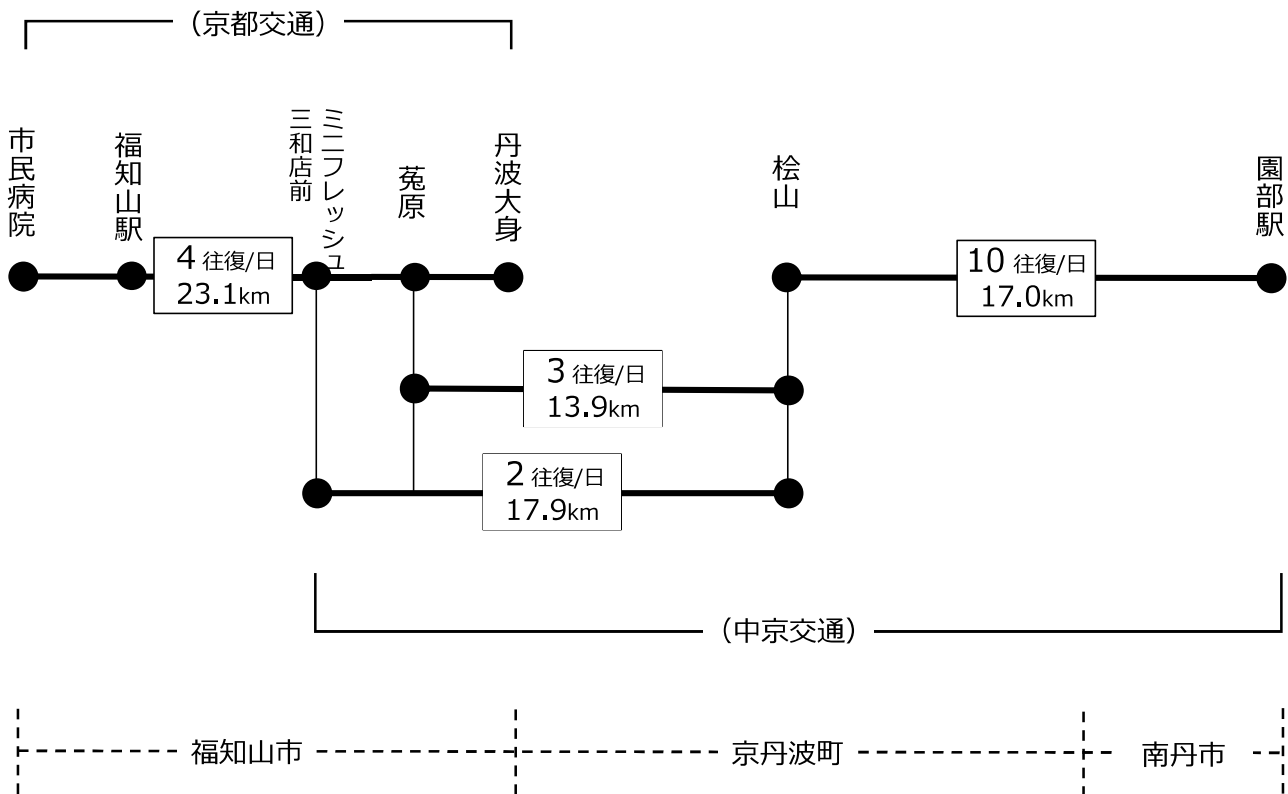 （京都交通）
市民病院
福知山駅
ミニフレッシュ
三和店前
菟原
丹波大身
桧山
園部駅
4 往復/日
23.1km
10 往復/日
17.0km
3 往復/日
13.9km
2 往復/日
17.9km
（中京交通）
福知山市
京丹波町
南丹市